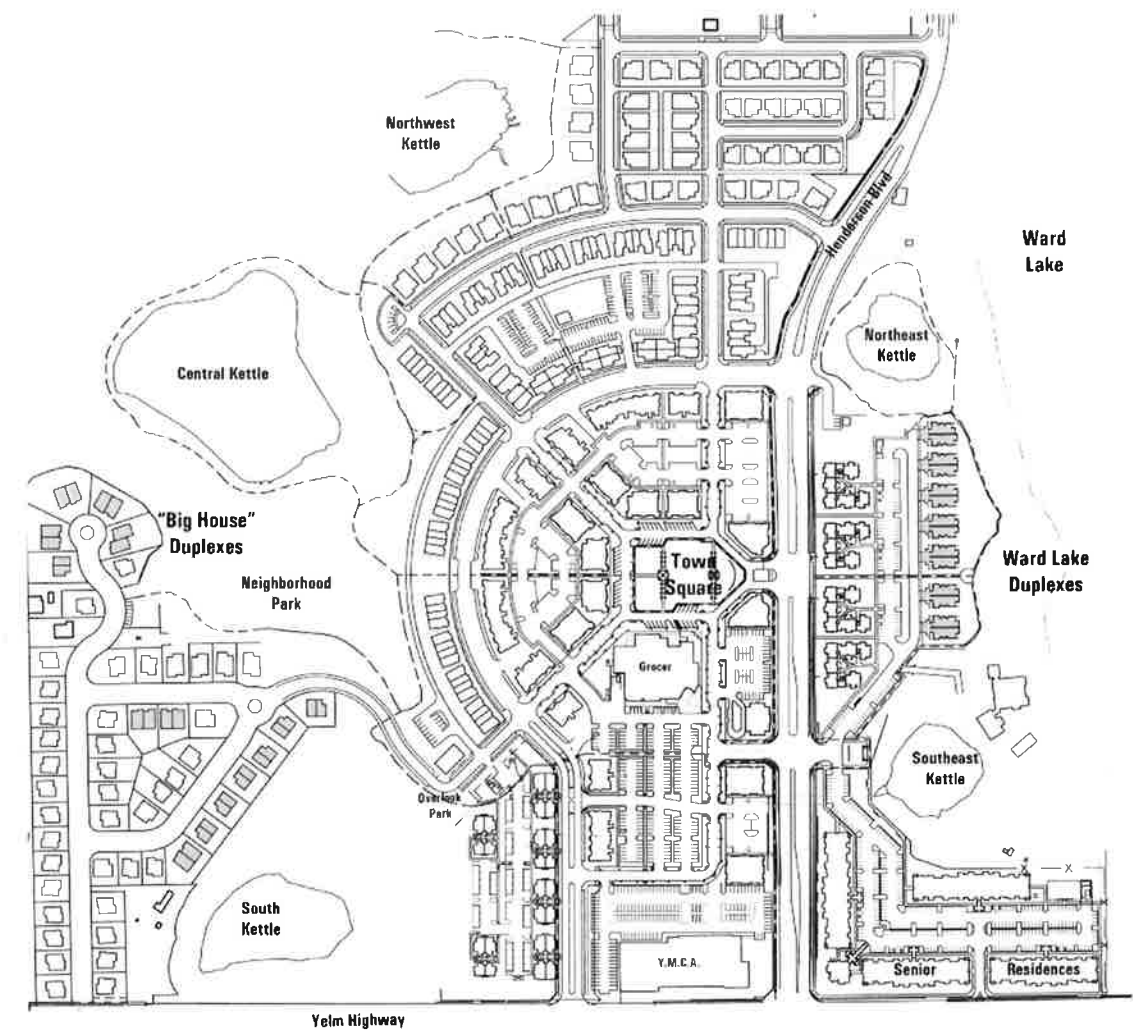 Northwest
Kettle
Henderson Blvd
Ward
Lake
Northeast
Kettle
Central Kettle
"Big House"
Duplexes
Neighborhood
Park
Town
Square
Ward Lake
Duplexes
Grocer
Southeast
Kettle
Overlook
Park
X
X
South
Kettle
Y.M.C.A.
Senior
Residences
Yelm Highway